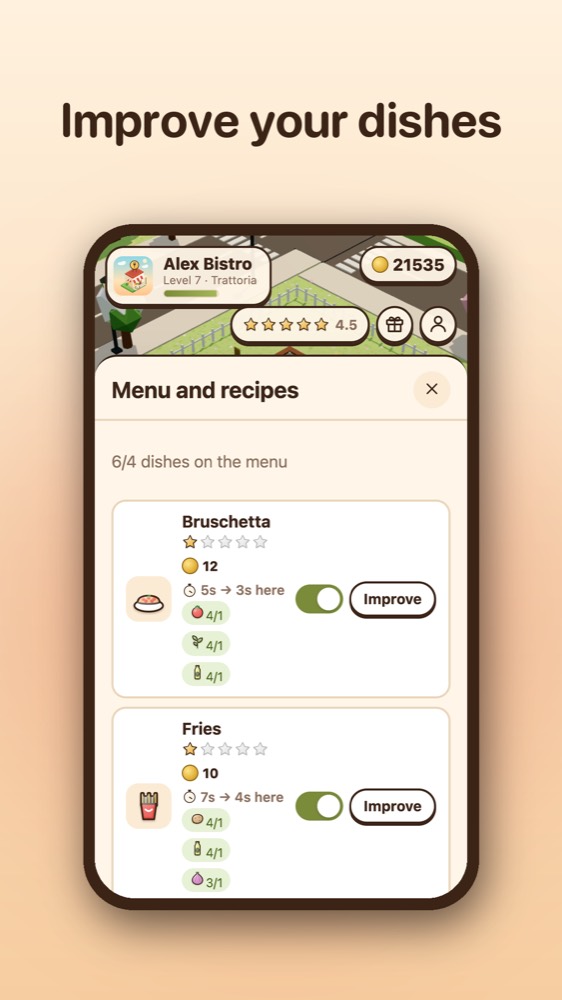 Improve your dishes
Alex Bistro
Level 7 · Trattoria
21535
4.5
Menu and recipes
6/4 dishes on the menu
Bruschetta
12
5s → 3s here
4/1
4/1
4/1
Improve
Fries
10
7s → 4s here
4/1
4/1
3/1
Improve